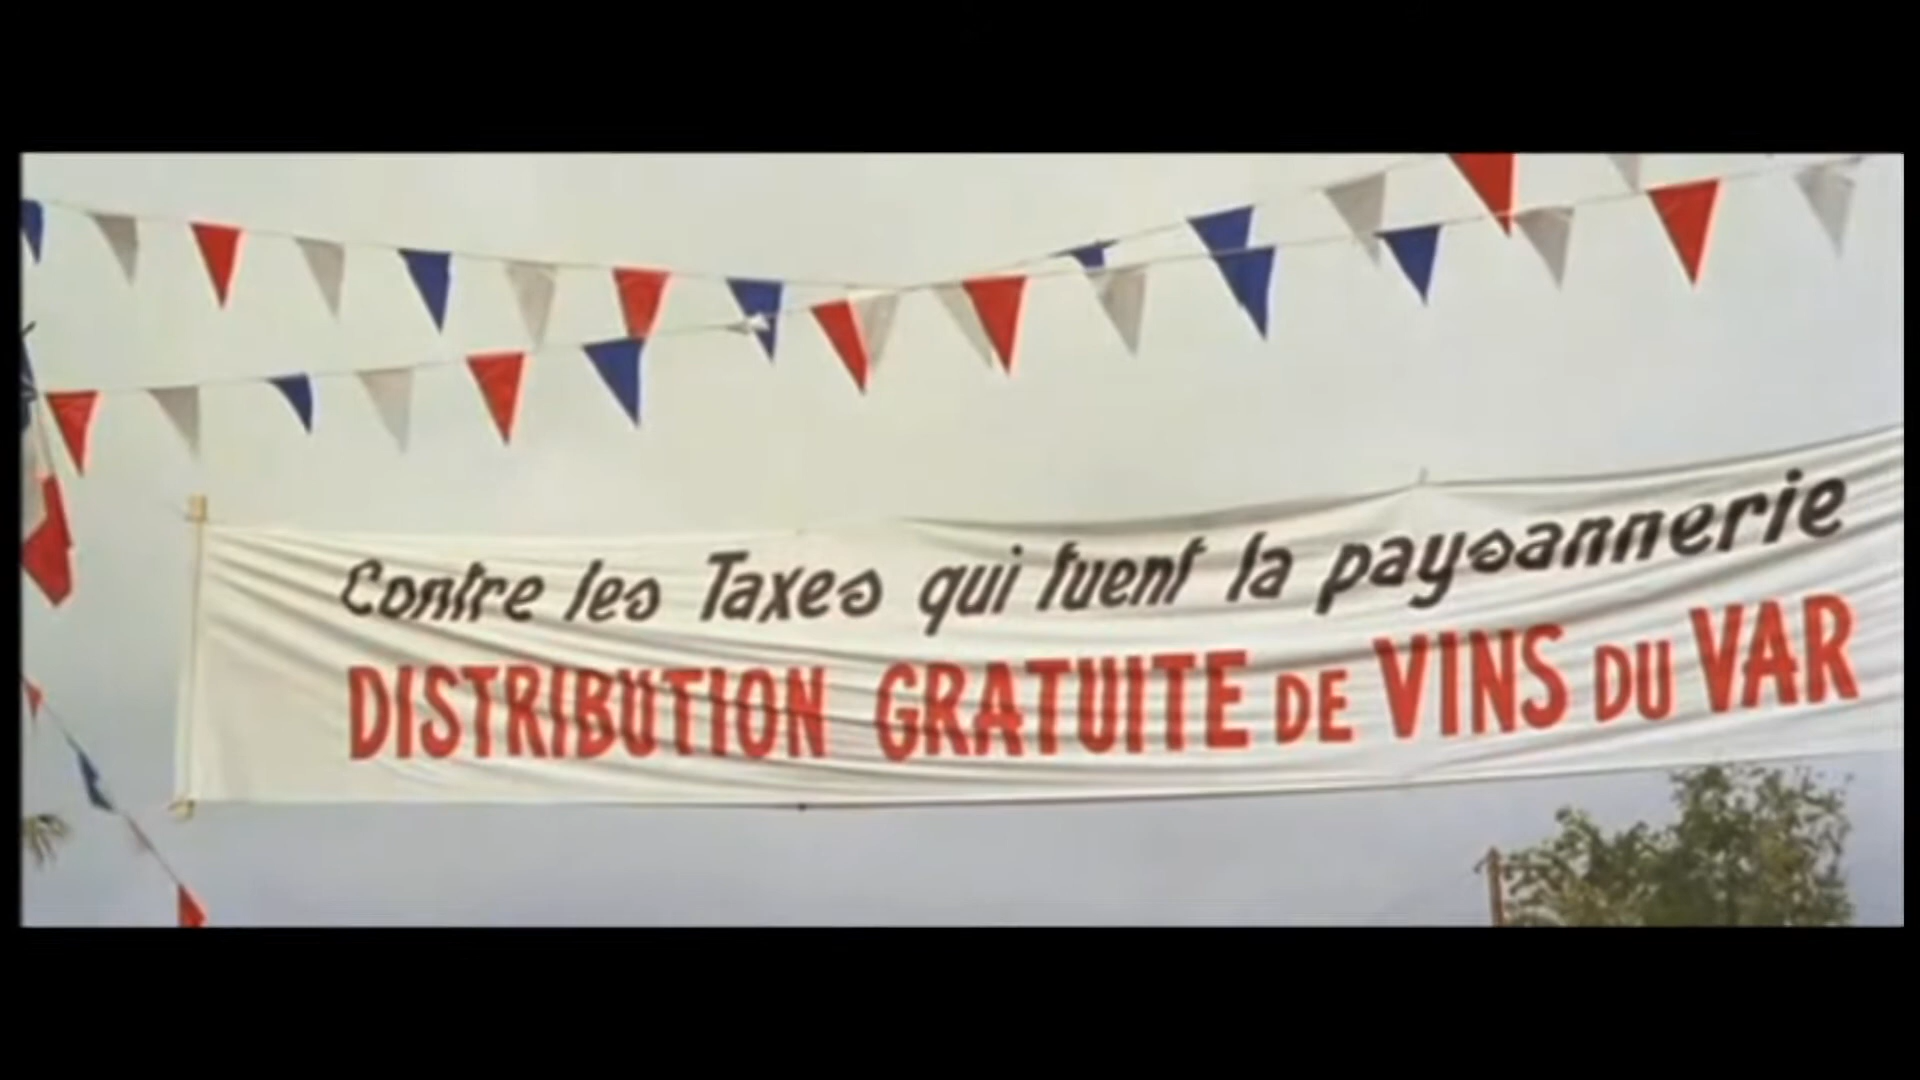 Contre les Taxes qui tuent la paysannerie
DISTRIBUTION GRATUITE DE VINS DU VAR